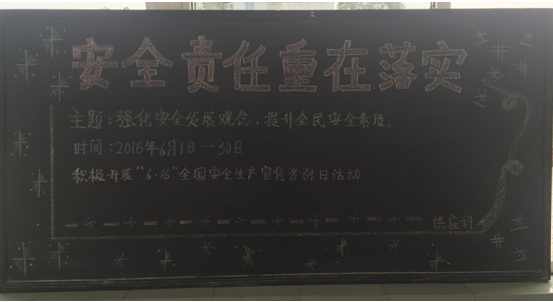 安全责任重在落实
主题:强化安全发展观念,提升全民安全素质。
时间:2016年6月1日—30日
积极开展“6·16”全国安全生产宣传咨询日活动
供应科